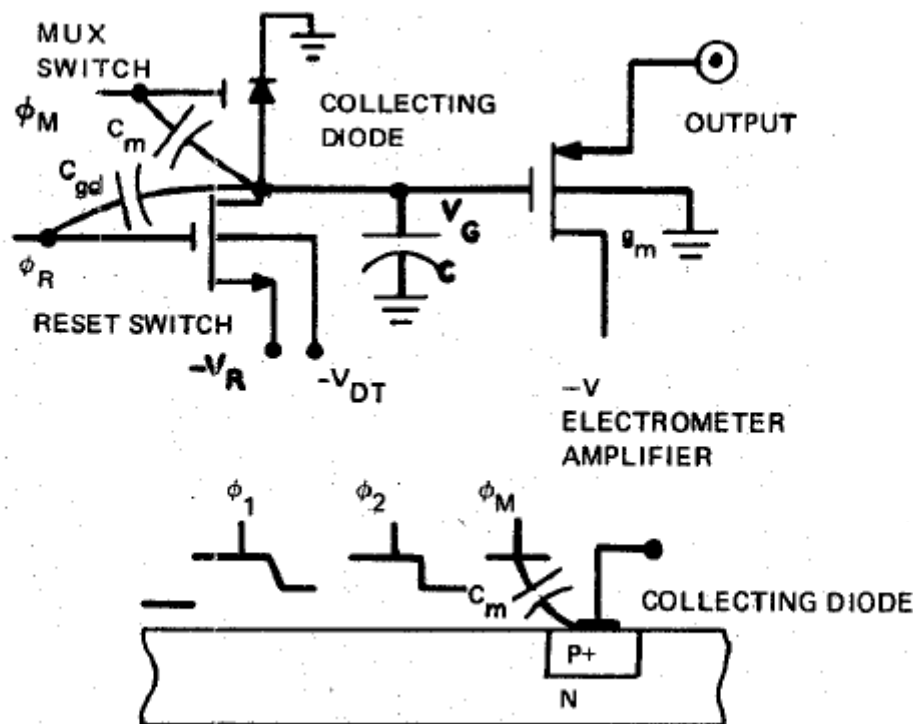 MUX
SWITCH
ϕM
Cm
Cgd
COLLECTING
DIODE
OUTPUT
VG
gm
C
ϕR
RESET SWITCH
-VR
-VDT
-V
ELECTROMETER
AMPLIFIER
ϕ1
ϕ2
ϕM
Cm
COLLECTING DIODE
P+
N